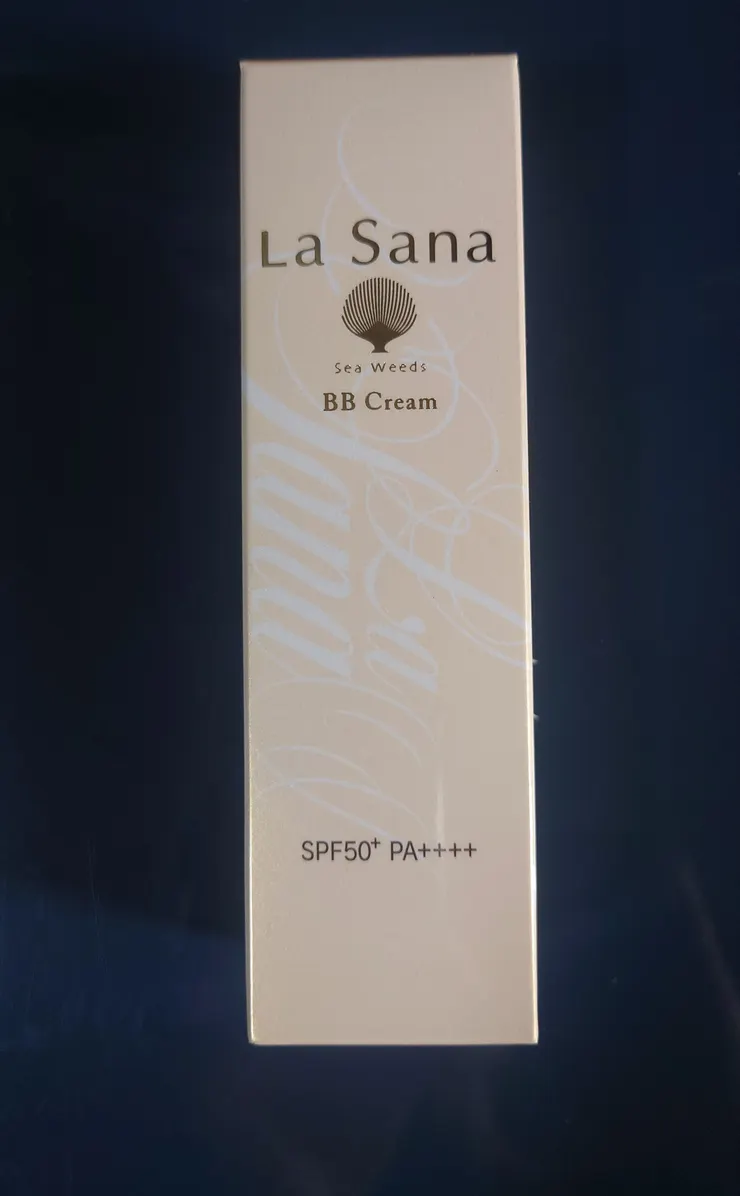 La Sana
Sea Weeds
BB Cream
SPF50+ PA++++